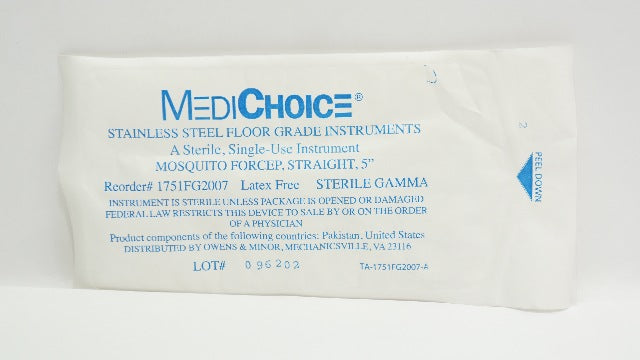 MEDICHOICE®
STAINLESS STEEL FLOOR GRADE INSTRUMENTS
A Sterile, Single-Use Instrument
MOSQUITO FORCEP, STRAIGHT, 5"
Reorder# 1751FG2007 Latex Free STERILE GAMMA
INSTRUMENT IS STERILE UNLESS PACKAGE IS OPENED OR DAMAGED
FEDERAL LAW RESTRICTS THIS DEVICE TO SALE BY OR ON THE ORDER
OF A PHYSICIAN
Product components of the following countries: Pakistan, United States
DISTRIBUTED BY OWENS & MINOR, MECHANICSVILLE, VA 23116
LOT# 096202
TA-1751FG2007-A
2
PEEL DOWN